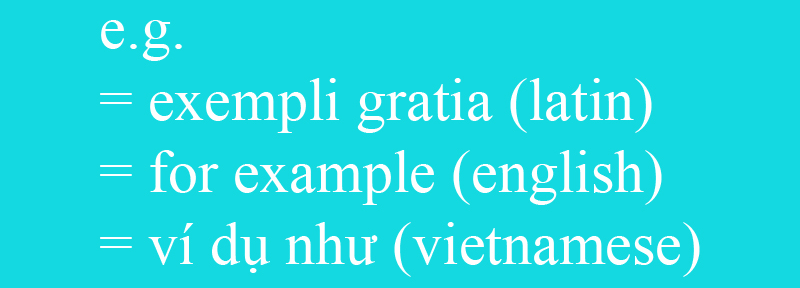 e.g.
= exempli gratia (latin)
= for example (english)
= ví dụ như (vietnamese)